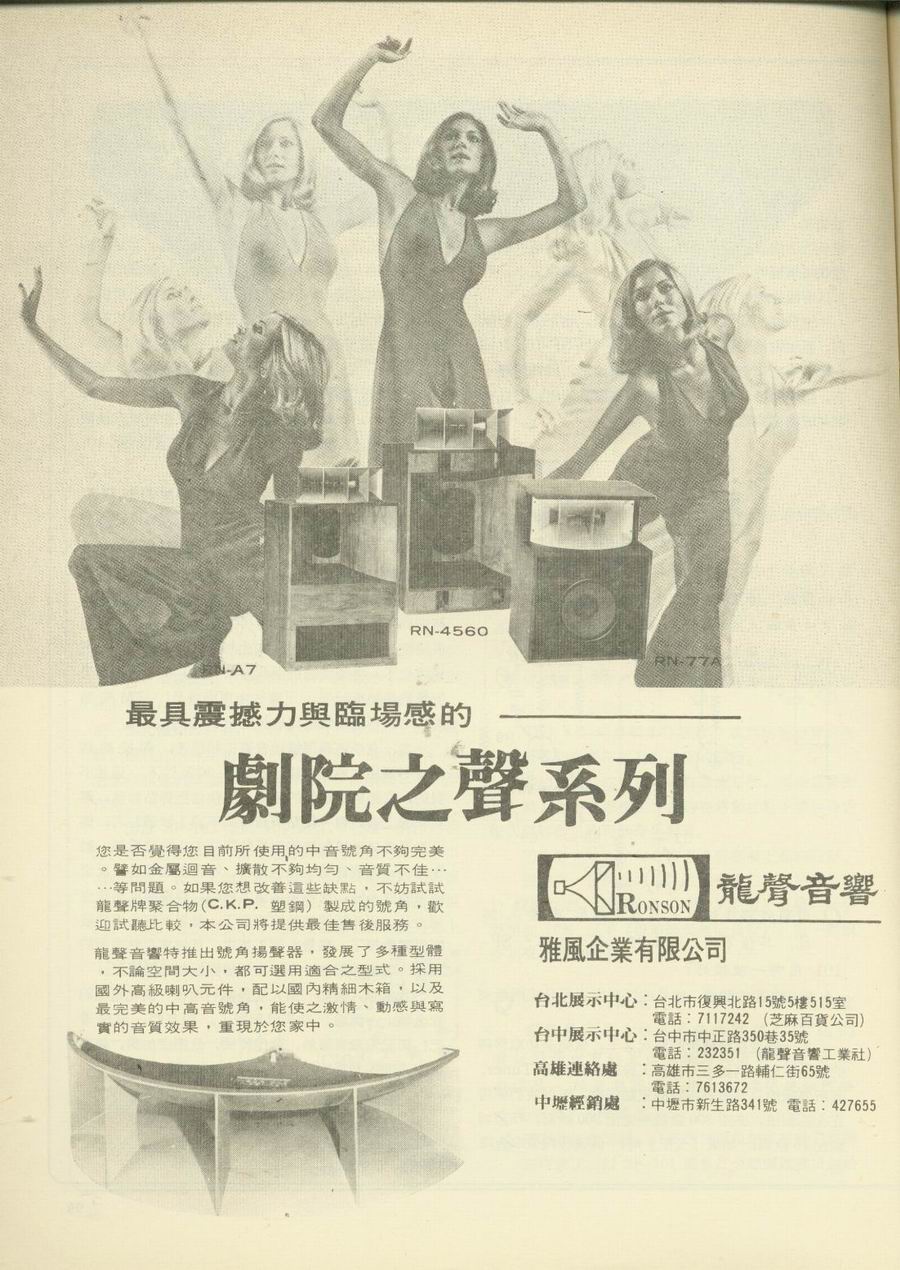 RN-4560
RN-A7
RN-77A
最具震撼力與臨場感的
劇院之聲系列
您是否覺得您目前所使用的中音號角不夠完美
。譬如金屬迴音、擴散不夠均勻、音質不佳…
…等問題。如果您想改善這些缺點，不妨試試
龍聲牌聚合物(C.K.P. 塑鋼) 製成的號角，歡
迎試聽比較，本公司將提供最佳售後服務。
龍聲音響特推出號角揚聲器，發展了多種型體
，不論空間大小，都可選用適合之型式。採用
國外高級喇叭元件，配以國內精細木箱，以及
最完美的中高音號角，能使之激情、動感與寫
實的音質效果，重現於您家中。
RONSON 龍聲音響
雅風企業有限公司
台北展示中心：台北市復興北路15號5樓515室
電話：7117242 （芝麻百貨公司）
台中展示中心：台中市中正路350巷35號
電話：232351 （龍聲音響工業社）
高雄連絡處 ：高雄市三多一路輔仁街65號
電話：7613672
中壢經銷處 ：中壢市新生路341號 電話：427655